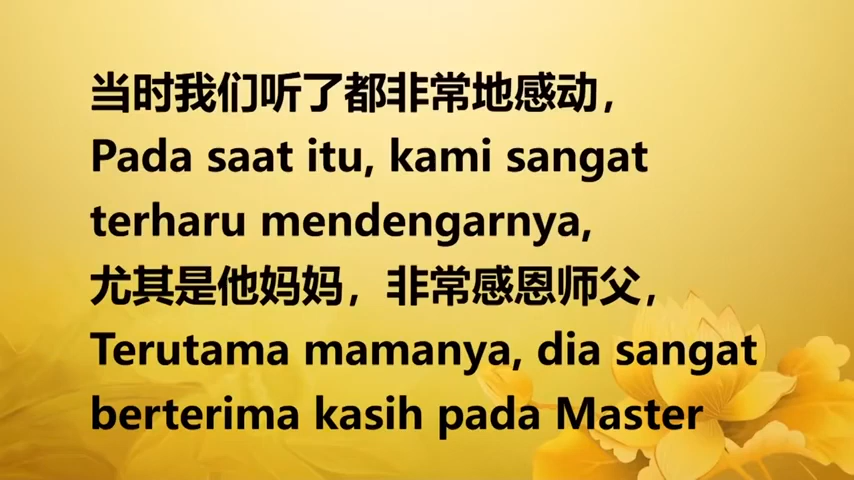 当时我们听了都非常地感动，
Pada saat itu, kami sangat
terharu mendengarnya,
尤其是他妈妈，非常感恩师父，
Terutama mamanya, dia sangat
berterima kasih pada Master